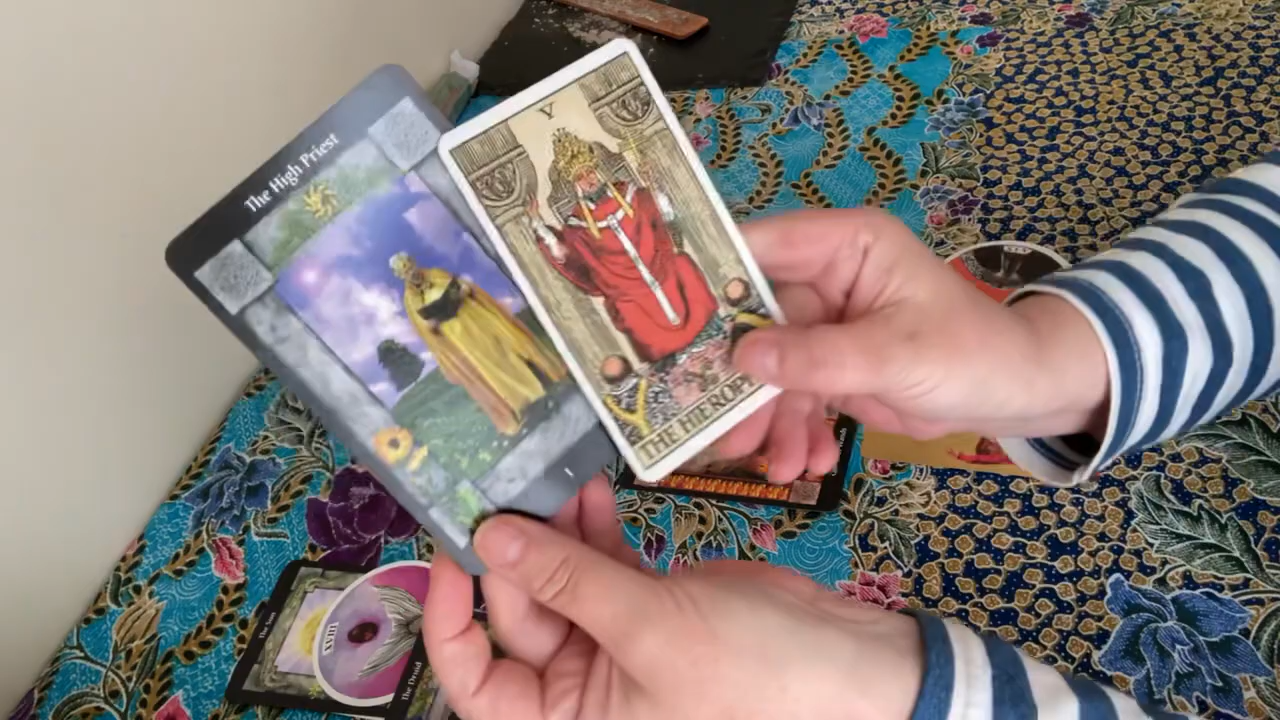 The High Priest
V
THE HIEROP
The Sun
XVIII
The Druid